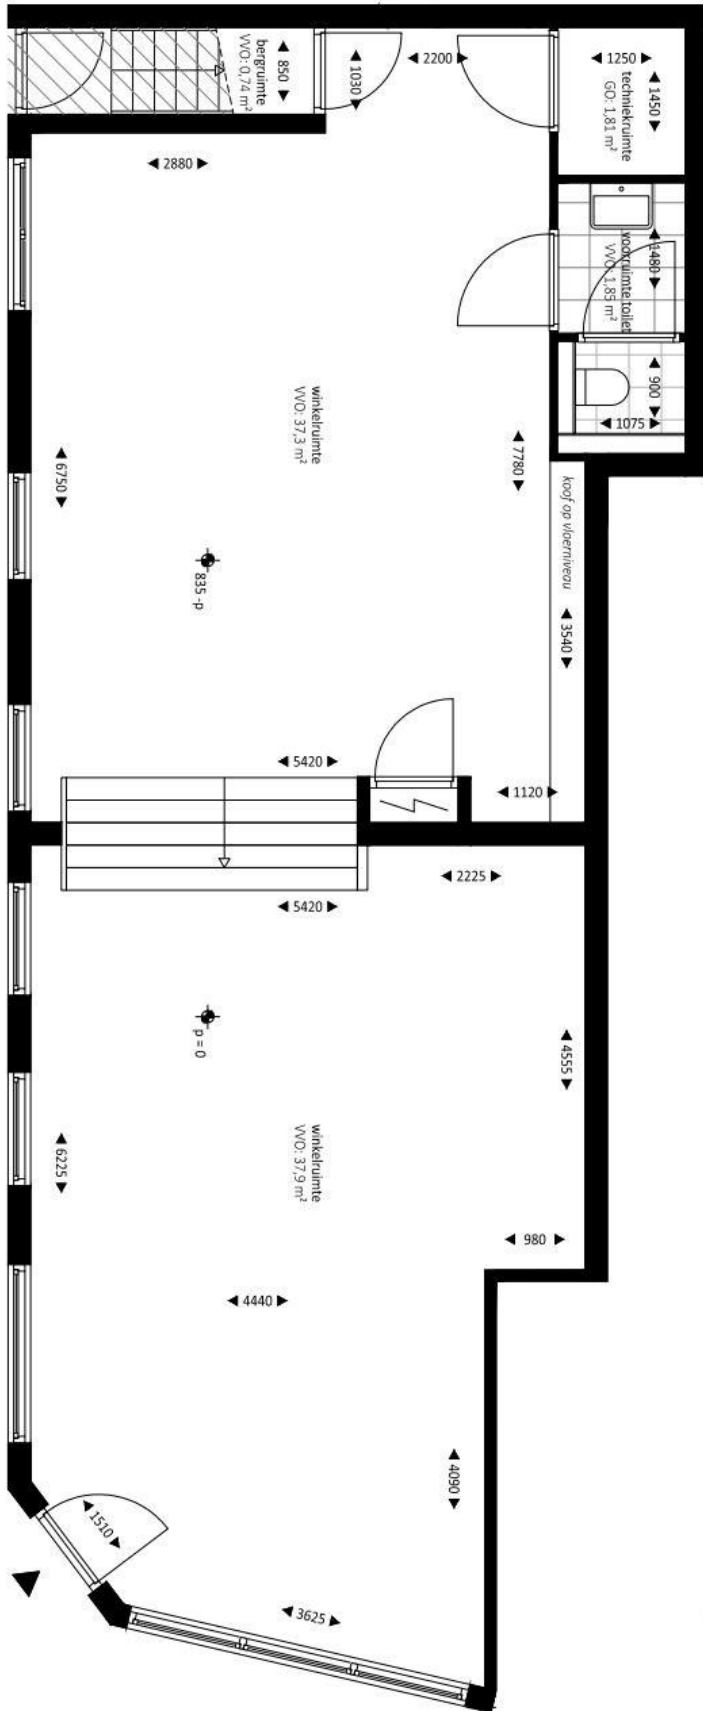 bergruimte
VVO: 0,74 m²
850
1030
2200
1250
techniekruimte
GO: 1,81 m²
1450
2880
voorruimte toilet
VVO: 1,85 m²
1480
900
1075
winkelruimte
VVO: 37,3 m²
7780
6750
koof op vloerniveau
3540
835 -p
5420
1120
2225
5420
p = 0
4555
winkelruimte
VVO: 37,9 m²
6225
980
4440
4090
1510
3625